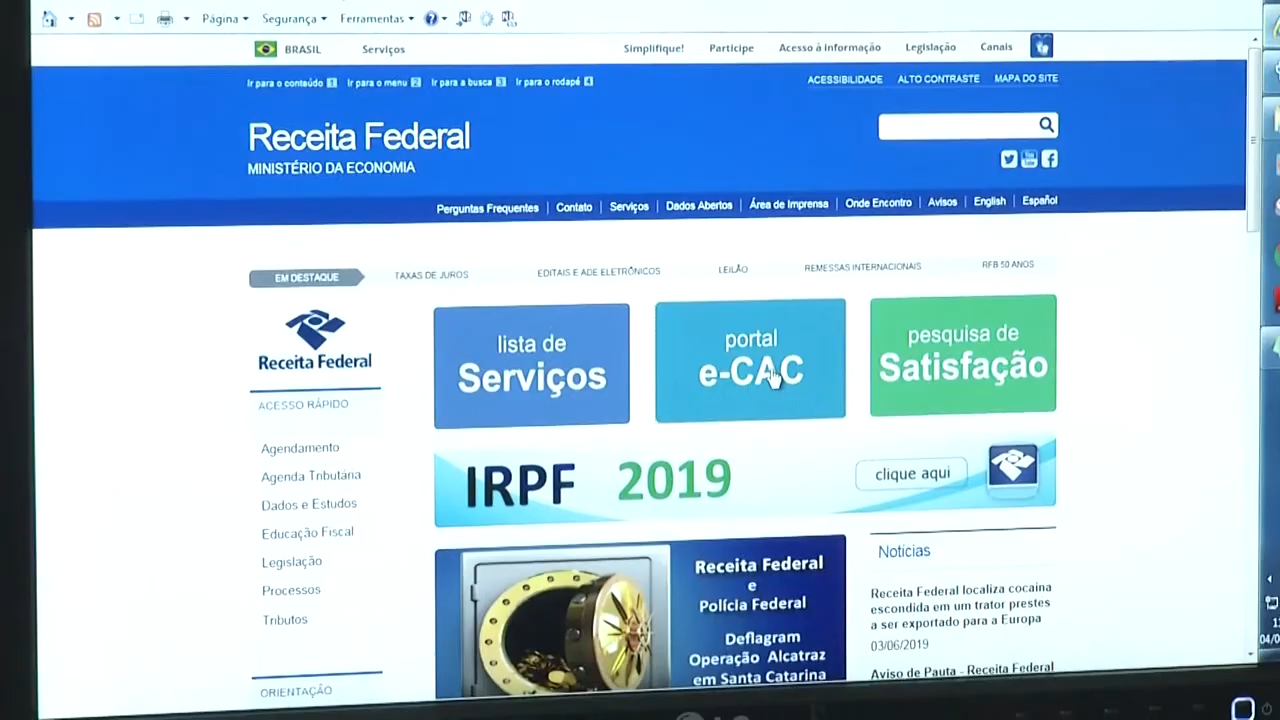 Página Segurança Ferramentas
BRASIL Serviços Simplifique! Participe Acesso à informação Legislação Canais
Ir para o conteúdo 1 Ir para o menu 2 Ir para a busca 3 Ir para o rodapé 4 ACESSIBILIDADE ALTO CONTRASTE MAPA DO SITE
Receita Federal
MINISTÉRIO DA ECONOMIA
Perguntas Frequentes | Contato | Serviços | Dados Abertos | Área de Imprensa | Onde Encontro | Avisos | English | Español
EM DESTAQUE TAXAS DE JUROS EDITAIS E ADE ELETRÔNICOS LEILÃO REMESSAS INTERNACIONAIS RFB 50 ANOS
Receita Federal
lista de
Serviços
portal
e-CAC
pesquisa de
Satisfação
ACESSO RÁPIDO
Agendamento
Agenda Tributária
Dados e Estudos
Educação Fiscal
Legislação
Processos
Tributos
ORIENTAÇÃO
IRPF 2019 clique aqui
Receita Federal
e
Polícia Federal
Deflagram
Operação Alcatraz
em Santa Catarina
Notícias
Receita Federal localiza cocaína
escondida em um trator prestes
a ser exportado para a Europa
03/06/2019
Aviso de Pauta - Receita Federal